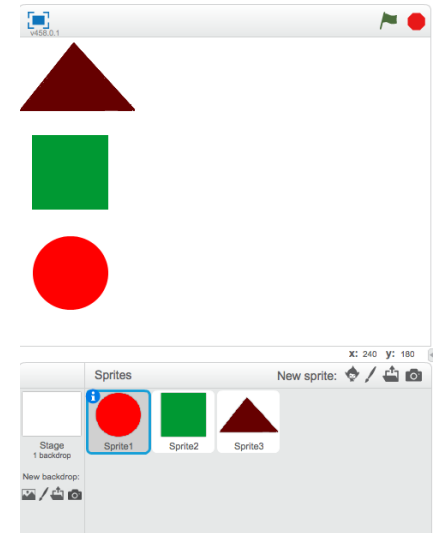 v458.0.1
x: 240 y: 180
Sprites New sprite:
Sprite1 Sprite2 Sprite3
Stage
1 backdrop
New backdrop: